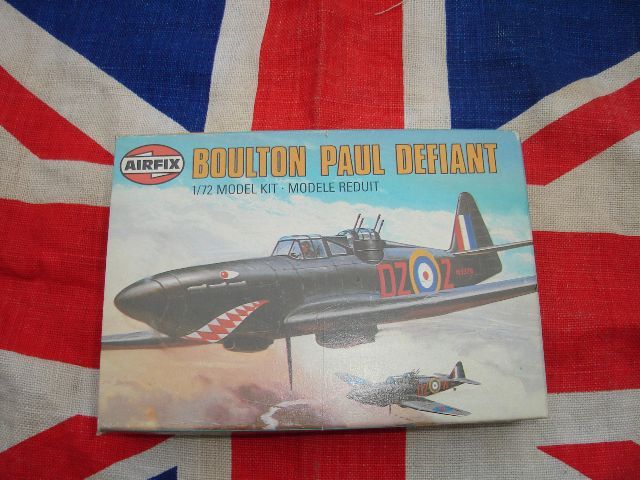 AIRFIX
BOULTON PAUL DEFIANT
1/72 MODEL KIT · MODELE REDUIT
DZ Z